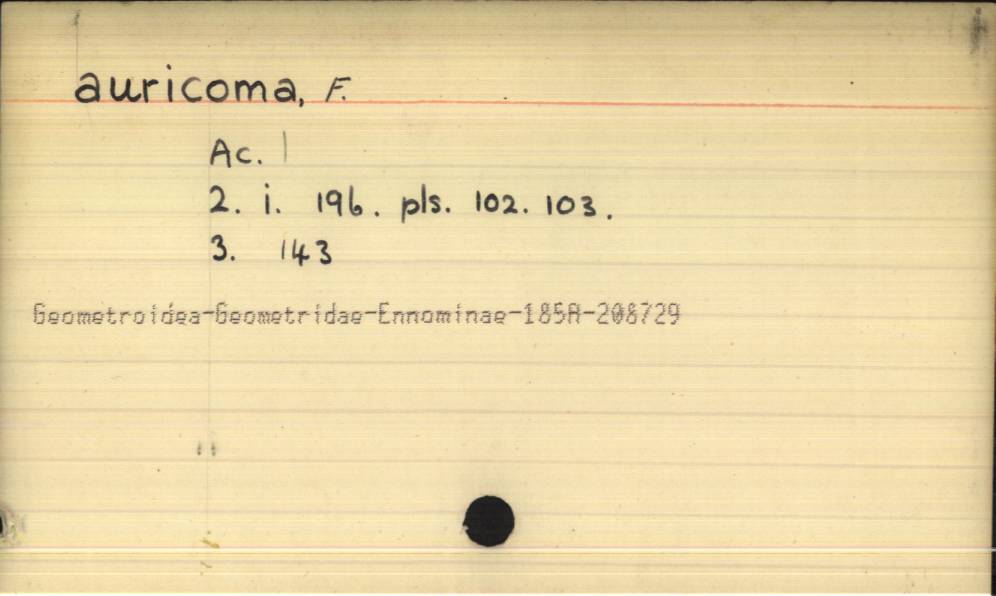 auricoma, F.
Ac. 1
2. i. 196. pls. 102. 103.
3. 143
Geometroidea-Geometridae-Ennominae-185A-208729